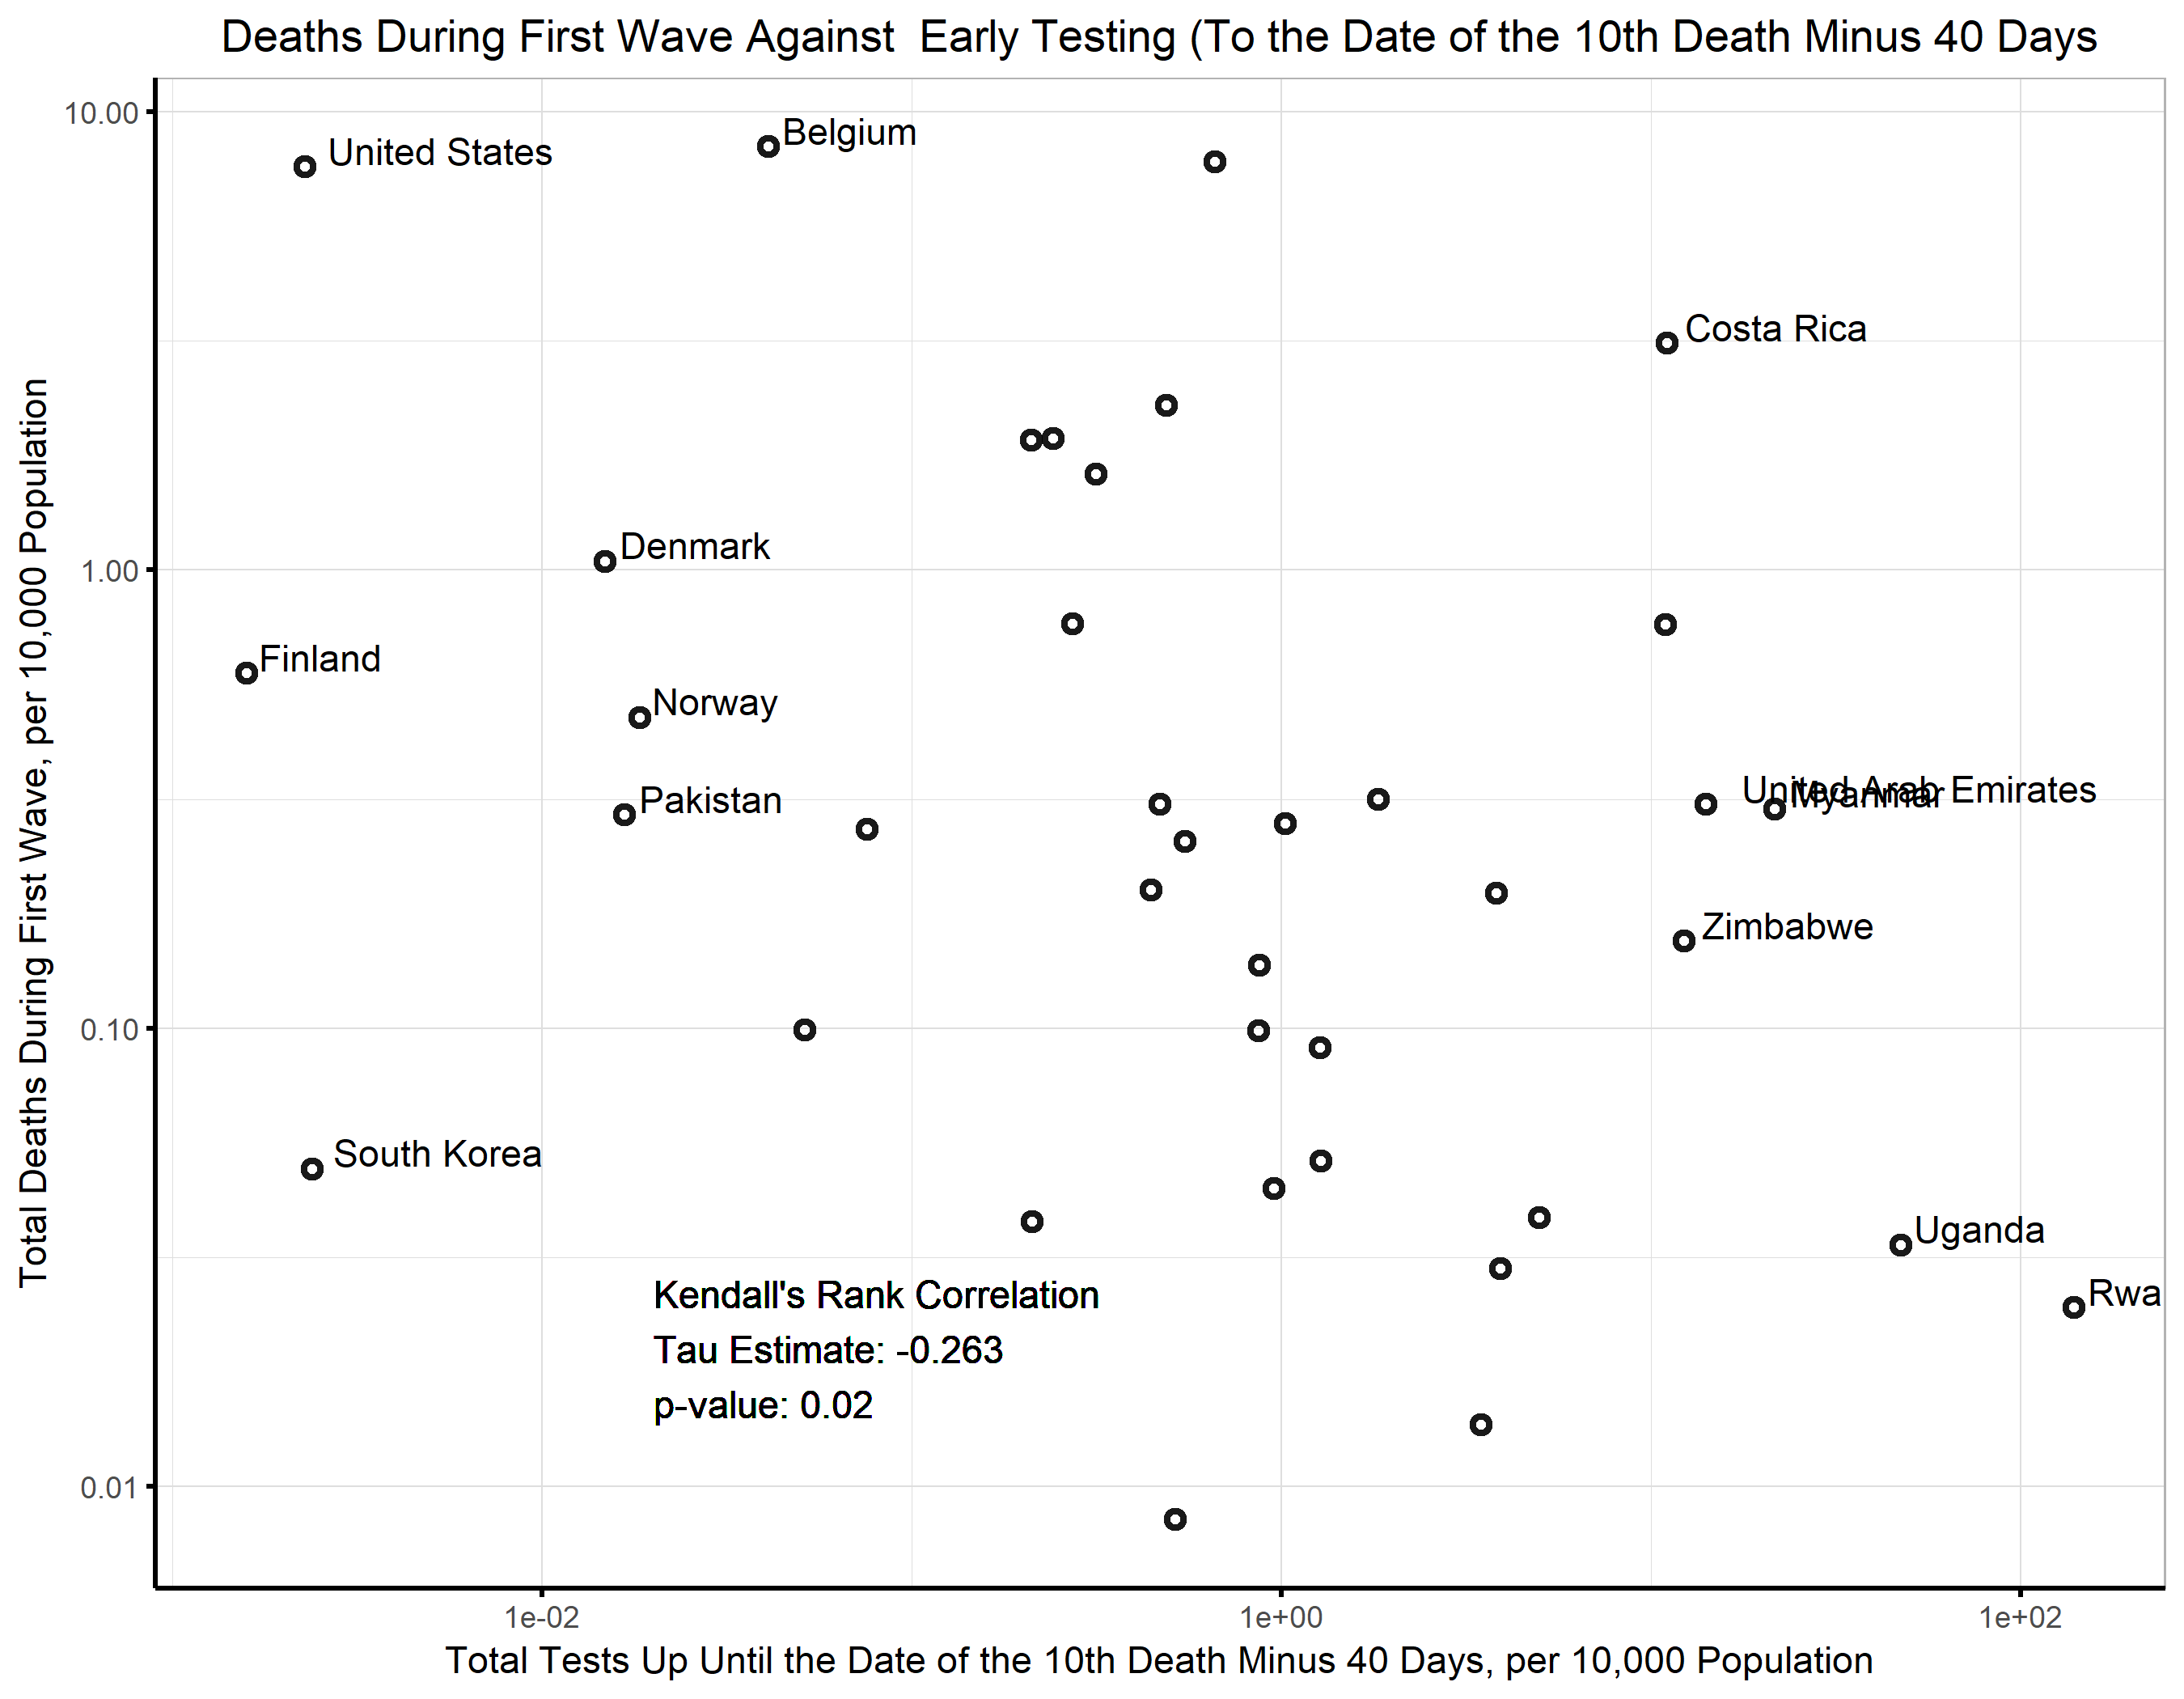 Deaths During First Wave Against  Early Testing (To the Date of the 10th Death Minus 40 Days
10.00
1.00
0.10
0.01
Total Deaths During First Wave, per 10,000 Population
United States
Belgium
Costa Rica
Denmark
Finland
Norway
Pakistan
United Arab Emirates
Myanmar
Zimbabwe
South Korea
Uganda
Rwa
Kendall's Rank Correlation
Tau Estimate: -0.263
p-value: 0.02
1e-02
1e+00
1e+02
Total Tests Up Until the Date of the 10th Death Minus 40 Days, per 10,000 Population